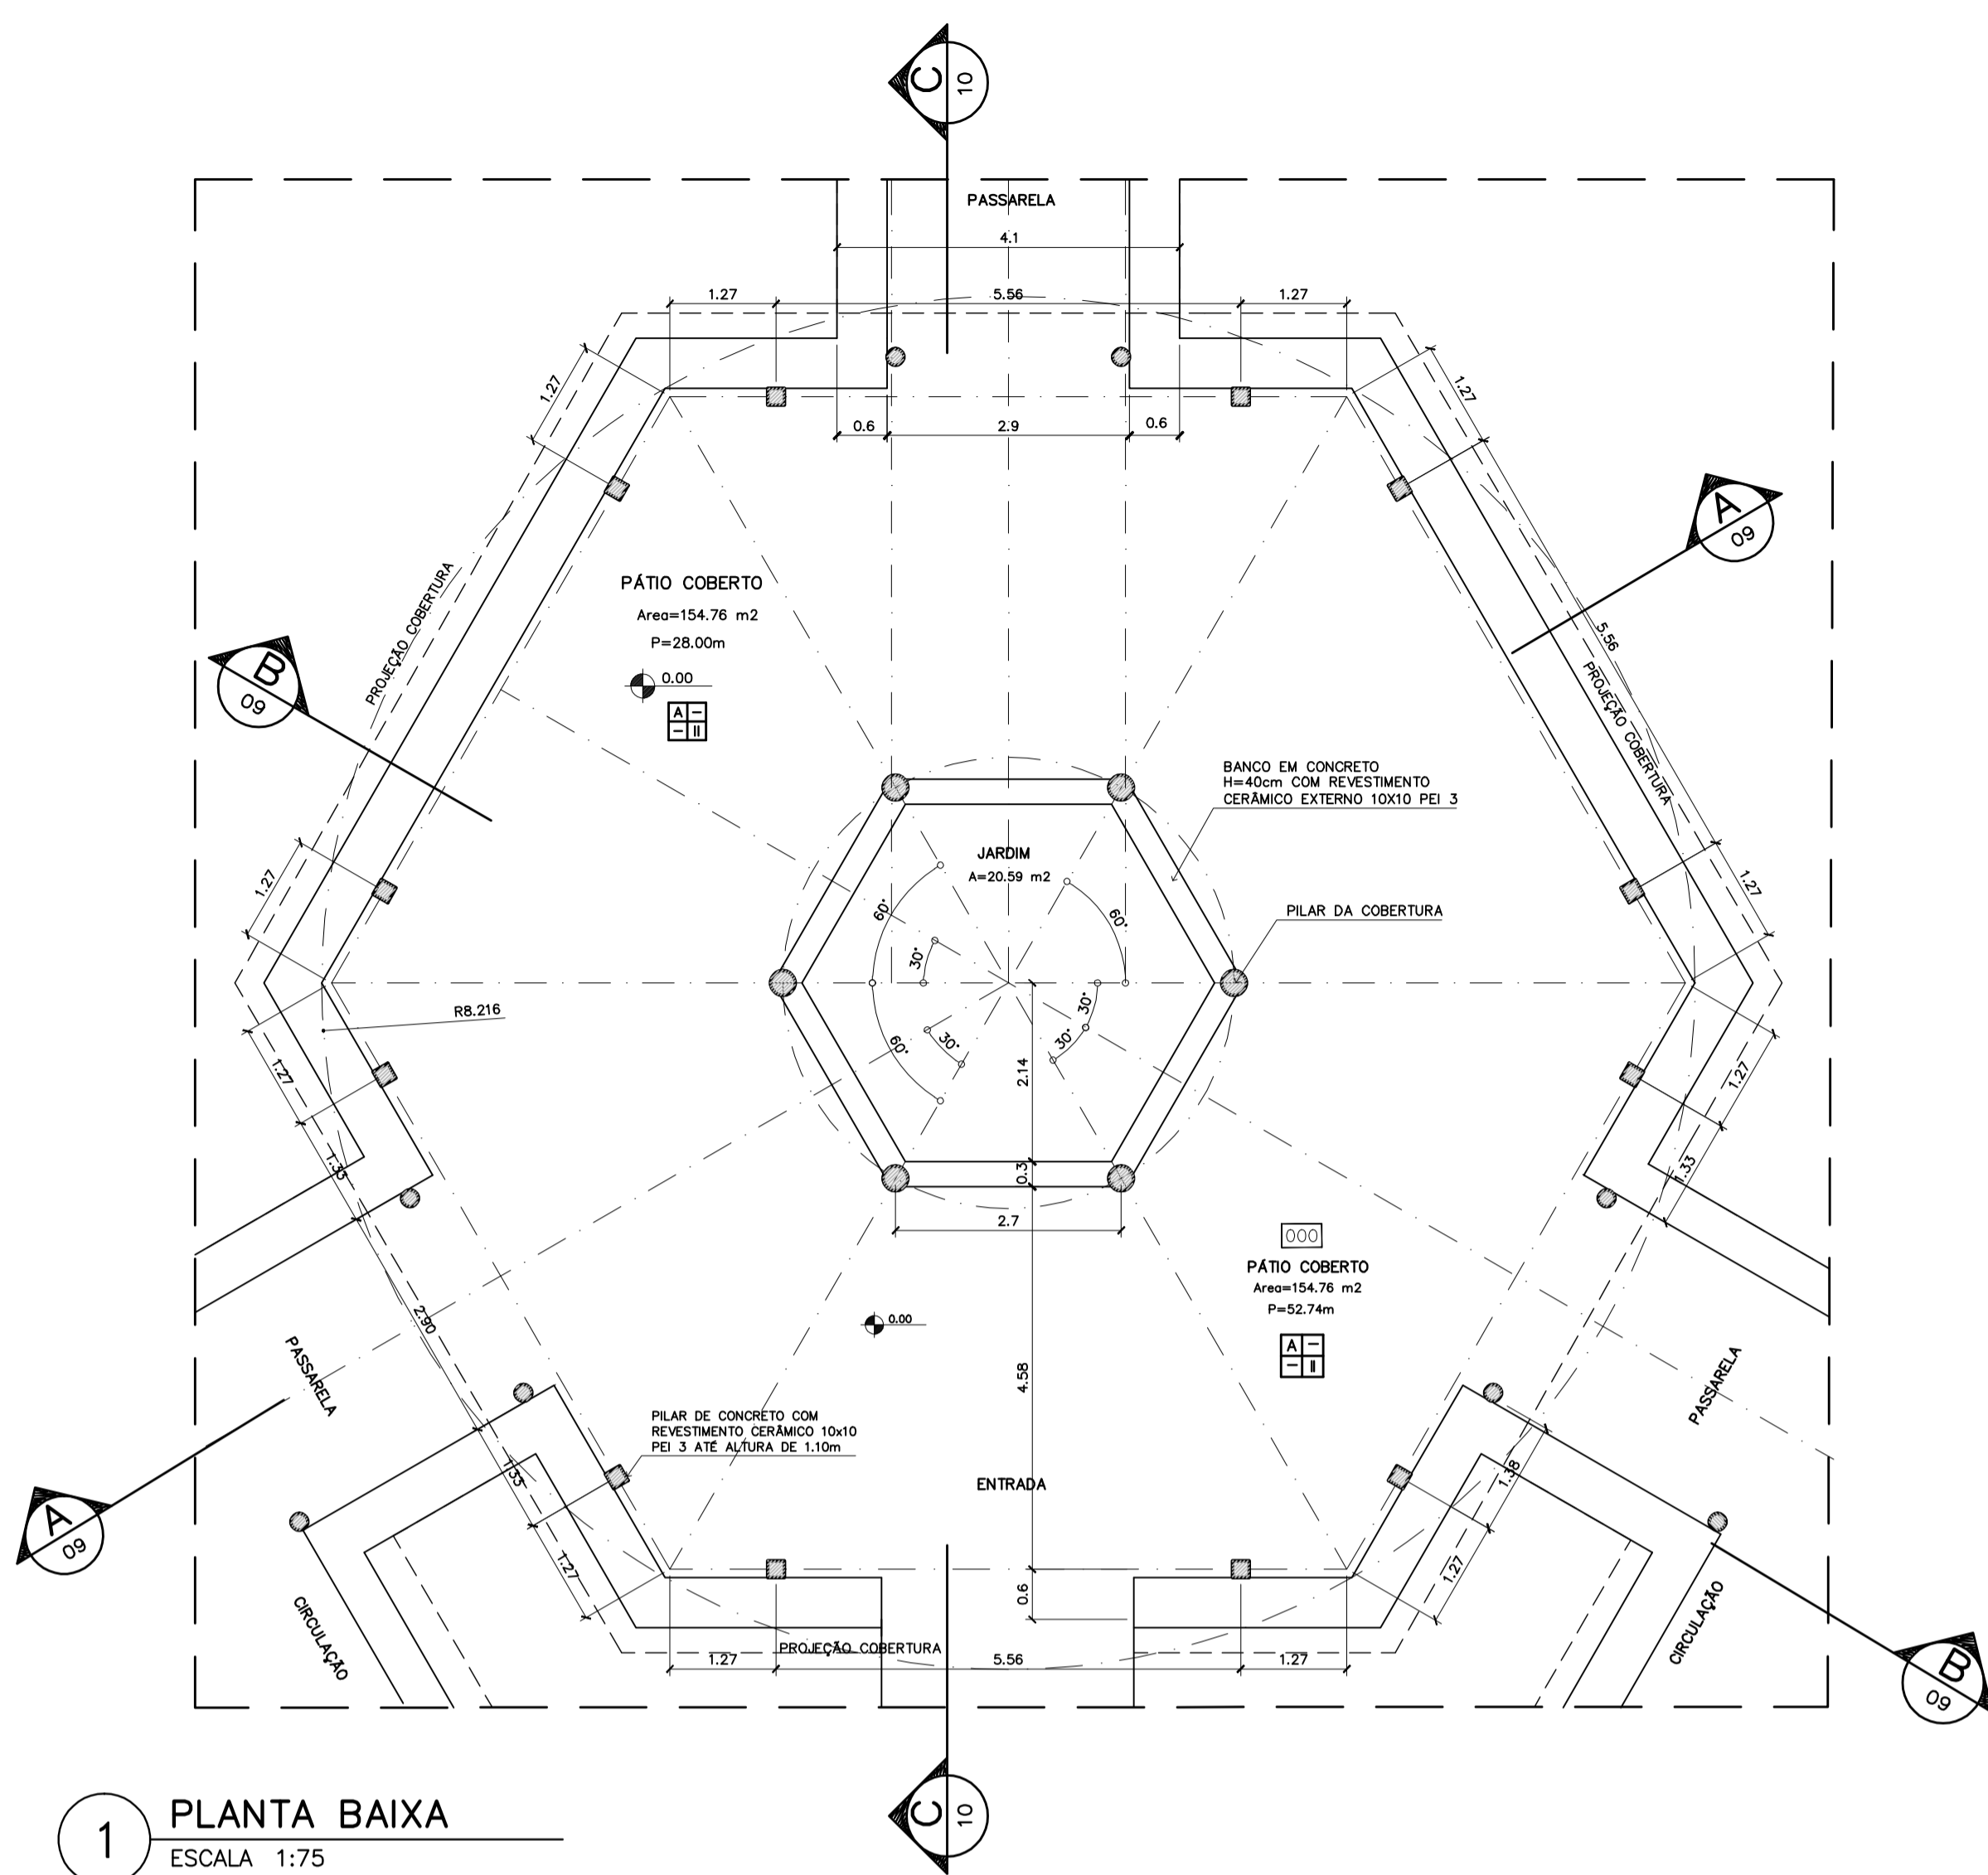 C
10
PASSARELA
4.1
1.27
5.56
1.27
1.27
1.27
0.6
2.9
0.6
A
09
PROJEÇÃO COBERTURA
PÁTIO COBERTO
Area=154.76 m2
P=28.00m
0.00
A –
– II
B
09
5.56
PROJEÇÃO COBERTURA
BANCO EM CONCRETO
H=40cm COM REVESTIMENTO
CERÂMICO EXTERNO 10X10 PEI 3
JARDIM
A=20.59 m2
PILAR DA COBERTURA
1.27
1.27
60°
60°
30°
30°
R8.216
60°
30°
30°
2.14
1.27
1.27
1.33
1.33
0.3
2.7
000
PÁTIO COBERTO
Area=154.76 m2
P=52.74m
A –
– II
2.90
0.00
4.58
PASSARELA
PASSARELA
PILAR DE CONCRETO COM
REVESTIMENTO CERÂMICO 10x10
PEI 3 ATÉ ALTURA DE 1.10m
ENTRADA
1.33
1.38
A
09
1.27
1.27
0.6
CIRCULAÇÃO
CIRCULAÇÃO
PROJEÇÃO COBERTURA
1.27
5.56
1.27
B
09
C
10
1
PLANTA BAIXA
ESCALA 1:75